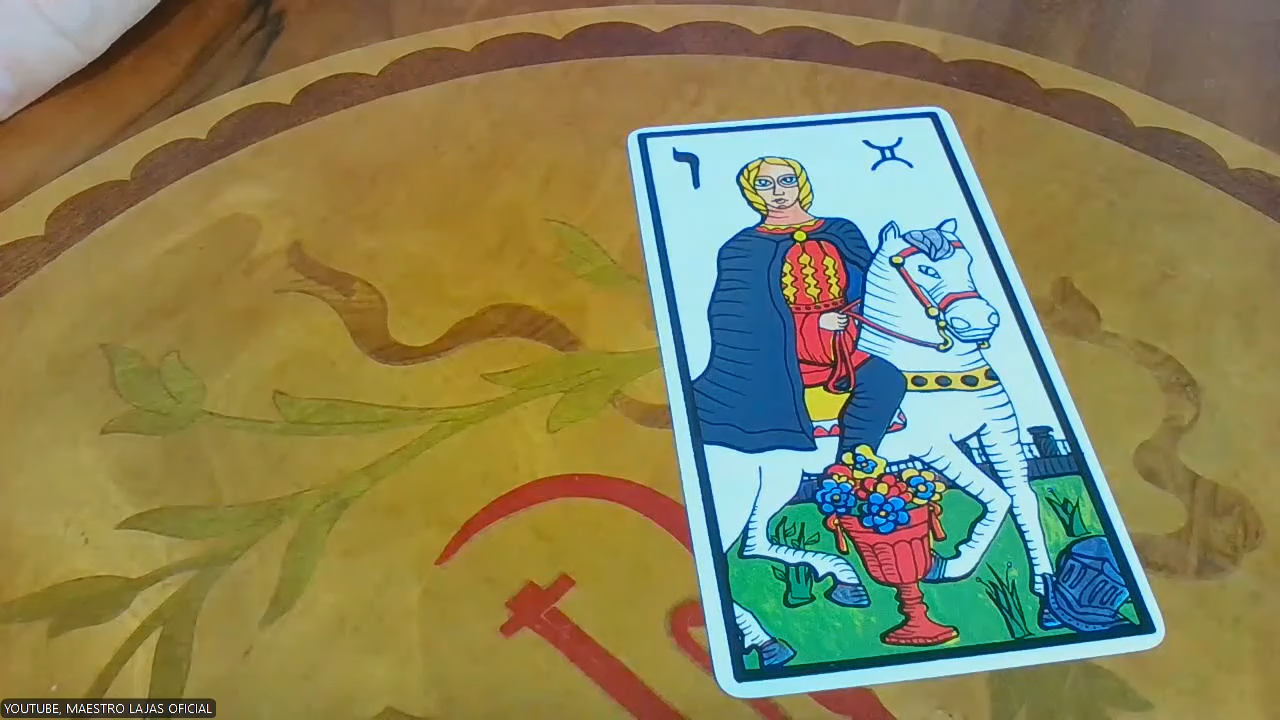 ו
♊
YOUTUBE, MAESTRO LAJAS OFICIAL